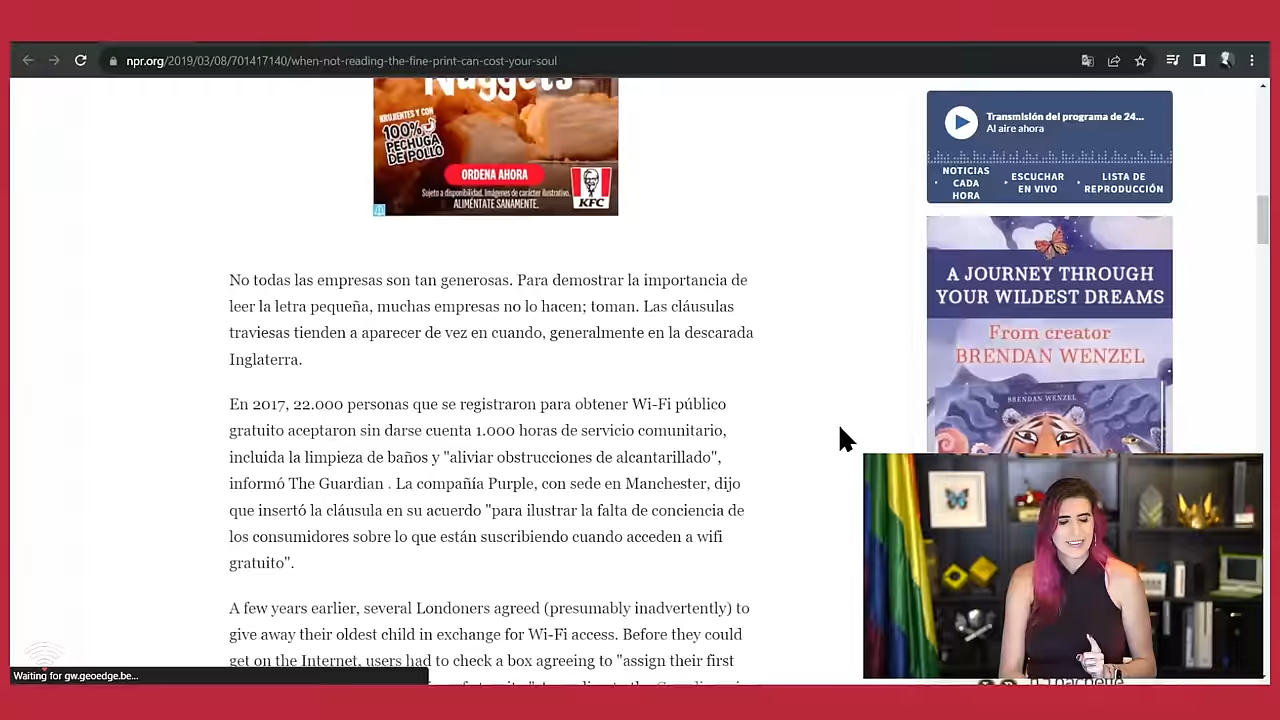 npr.org/2019/03/08/701417140/when-not-reading-the-fine-print-can-cost-your-soul
Nuggets
KRUJIENTES Y CON
100%
PECHUGA
DE POLLO
ORDENA AHORA
Sujeto a disponibilidad. Imágenes de carácter ilustrativo.
ALIMÉNTATE SANAMENTE.
KFC
Transmisión del programa de 24...
Al aire ahora
NOTICIAS
CADA
HORA
ESCUCHAR
EN VIVO
LISTA DE
REPRODUCCIÓN
A JOURNEY THROUGH
YOUR WILDEST DREAMS
From creator
BRENDAN WENZEL
BRENDAN WENZEL
No todas las empresas son tan generosas. Para demostrar la importancia de
leer la letra pequeña, muchas empresas no lo hacen; toman. Las cláusulas
traviesas tienden a aparecer de vez en cuando, generalmente en la descarada
Inglaterra.
En 2017, 22.000 personas que se registraron para obtener Wi-Fi público
gratuito aceptaron sin darse cuenta 1.000 horas de servicio comunitario,
incluida la limpieza de baños y "aliviar obstrucciones de alcantarillado",
informó The Guardian . La compañía Purple, con sede en Manchester, dijo
que insertó la cláusula en su acuerdo "para ilustrar la falta de conciencia de
los consumidores sobre lo que están suscribiendo cuando acceden a wifi
gratuito".
A few years earlier, several Londoners agreed (presumably inadvertently) to
give away their oldest child in exchange for Wi-Fi access. Before they could
get on the Internet, users had to check a box agreeing to "assign their first
Waiting for gw.geoedge.be...